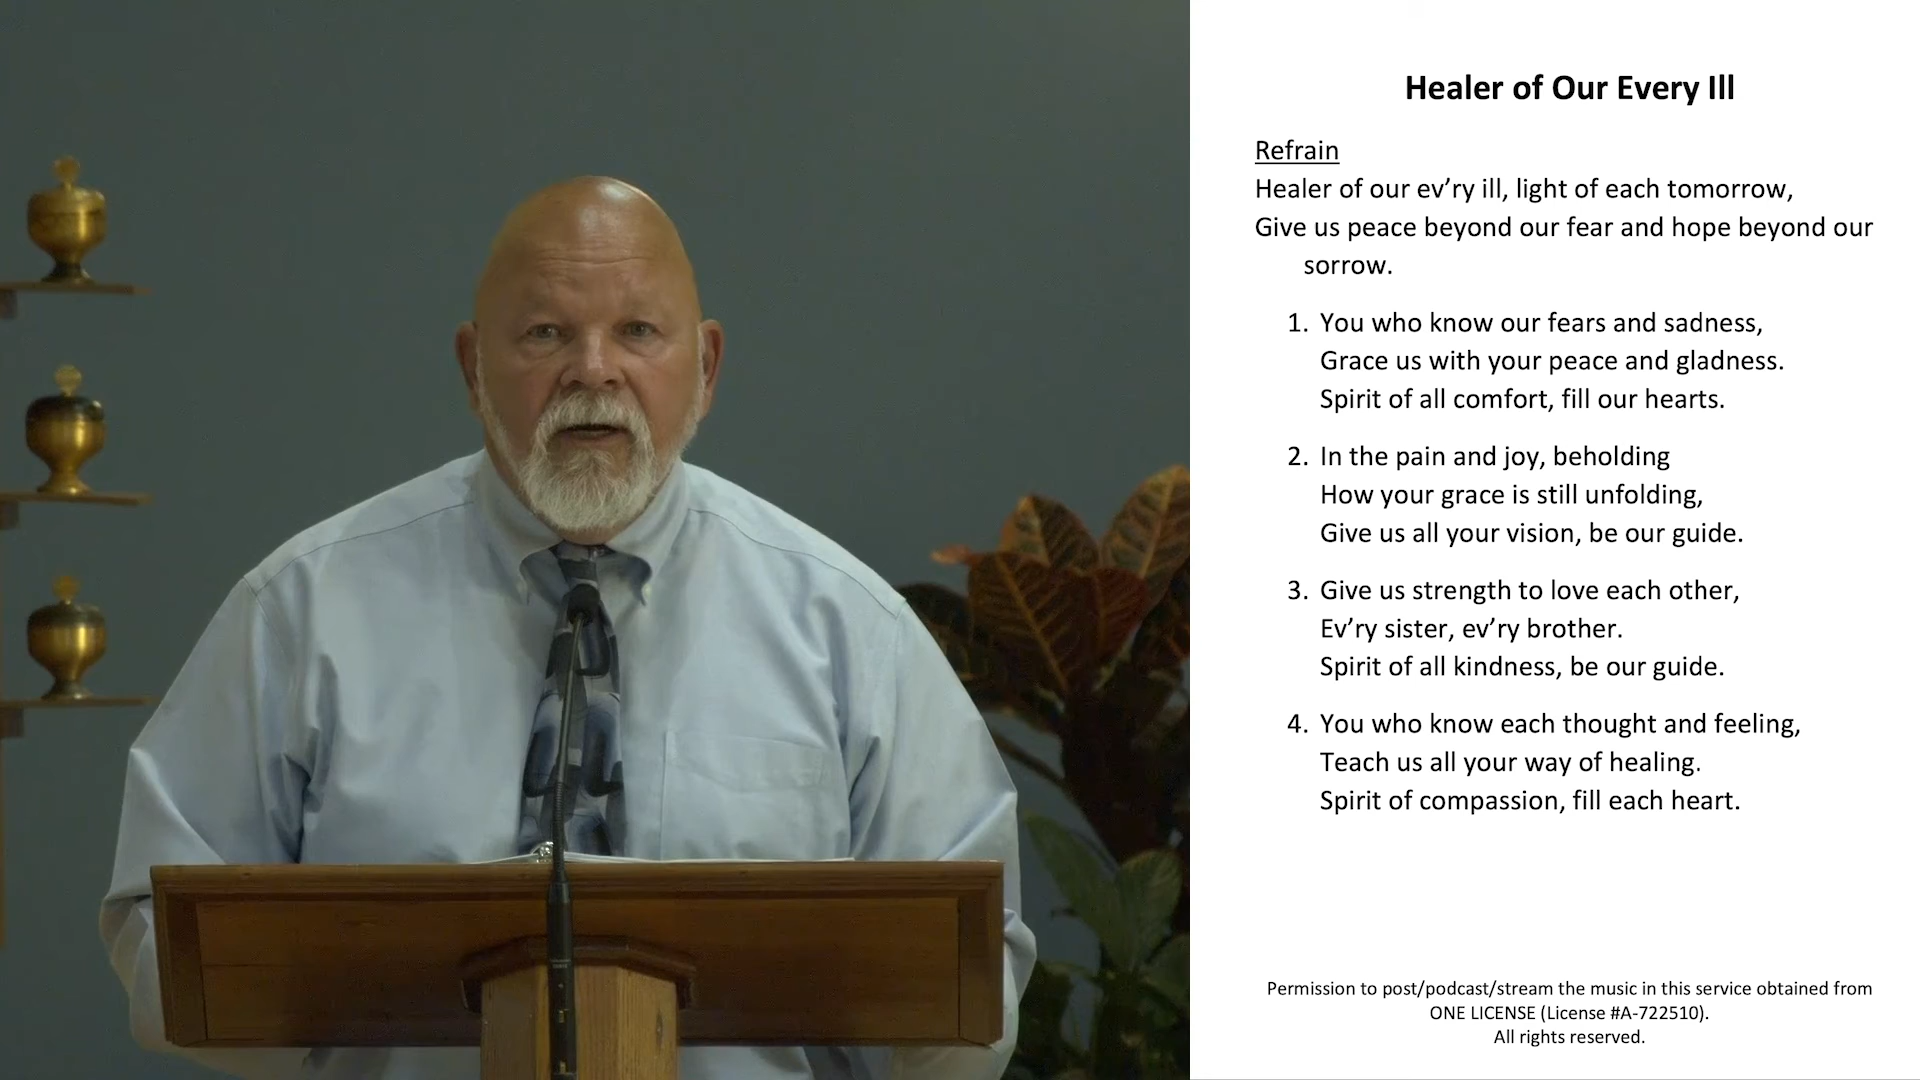 Healer of Our Every Ill
Refrain
Healer of our ev’ry ill, light of each tomorrow,
Give us peace beyond our fear and hope beyond our
sorrow.
1. You who know our fears and sadness,
Grace us with your peace and gladness.
Spirit of all comfort, fill our hearts.
2. In the pain and joy, beholding
How your grace is still unfolding,
Give us all your vision, be our guide.
3. Give us strength to love each other,
Ev’ry sister, ev’ry brother.
Spirit of all kindness, be our guide.
4. You who know each thought and feeling,
Teach us all your way of healing.
Spirit of compassion, fill each heart.
Permission to post/podcast/stream the music in this service obtained from
ONE LICENSE (License #A-722510).
All rights reserved.